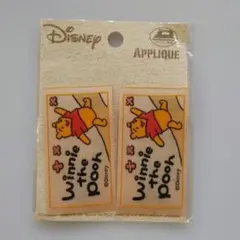 Disney
APPLIQUE
Winnie
the
Pooh
©Disney
Winnie
the
Pooh
©Disney